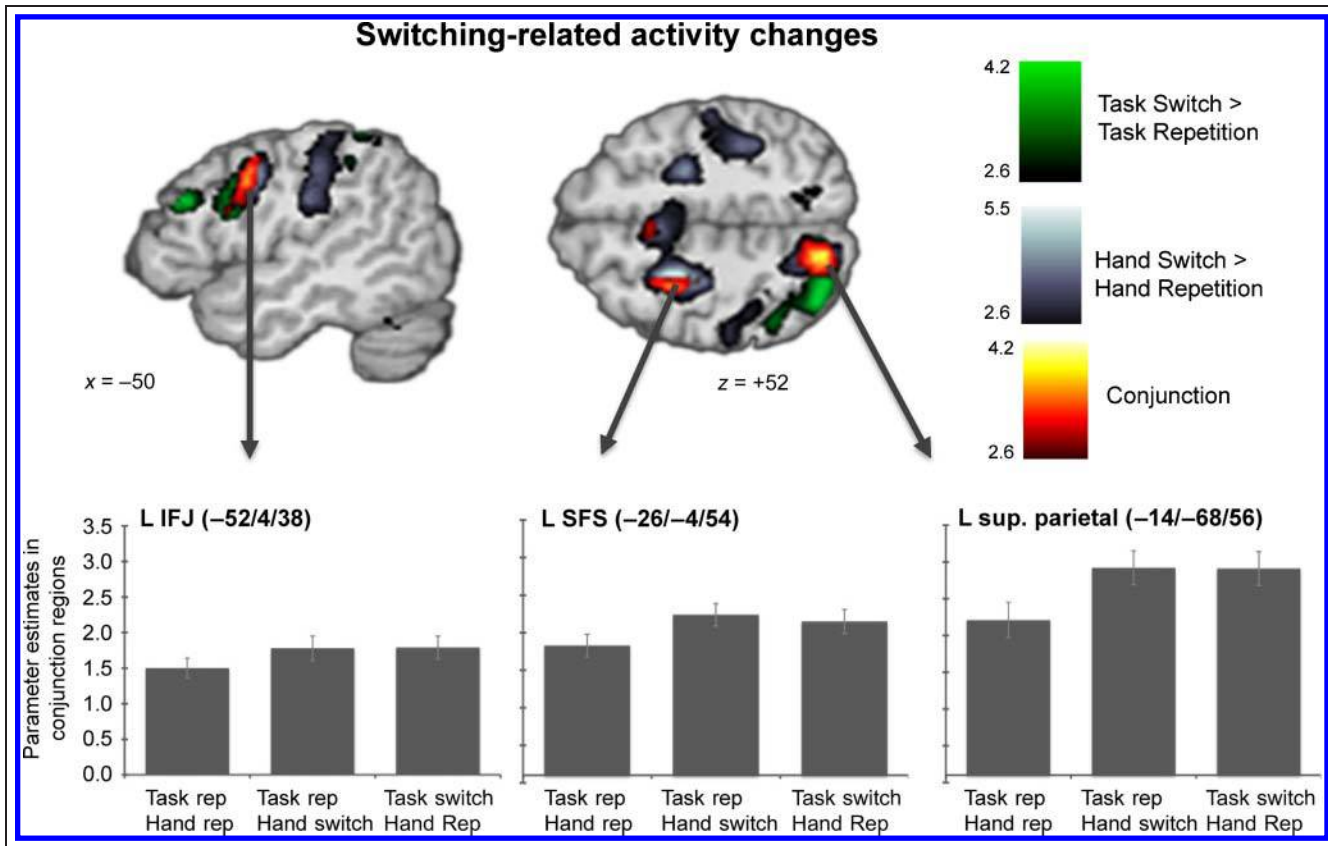 Switching-related activity changes
4.2
Task Switch >
Task Repetition
2.6
5.5
Hand Switch >
Hand Repetition
2.6
4.2
Conjunction
2.6
x = –50
z = +52
L IFJ (–52/4/38)
L SFS (–26/–4/54)
L sup. parietal (–14/–68/56)
Parameter estimates in
conjunction regions
3.5
3.0
2.5
2.0
1.5
1.0
0.5
0.0
Task rep
Hand rep
Task rep
Hand switch
Task switch
Hand Rep
Task rep
Hand rep
Task rep
Hand switch
Task switch
Hand Rep
Task rep
Hand rep
Task rep
Hand switch
Task switch
Hand Rep